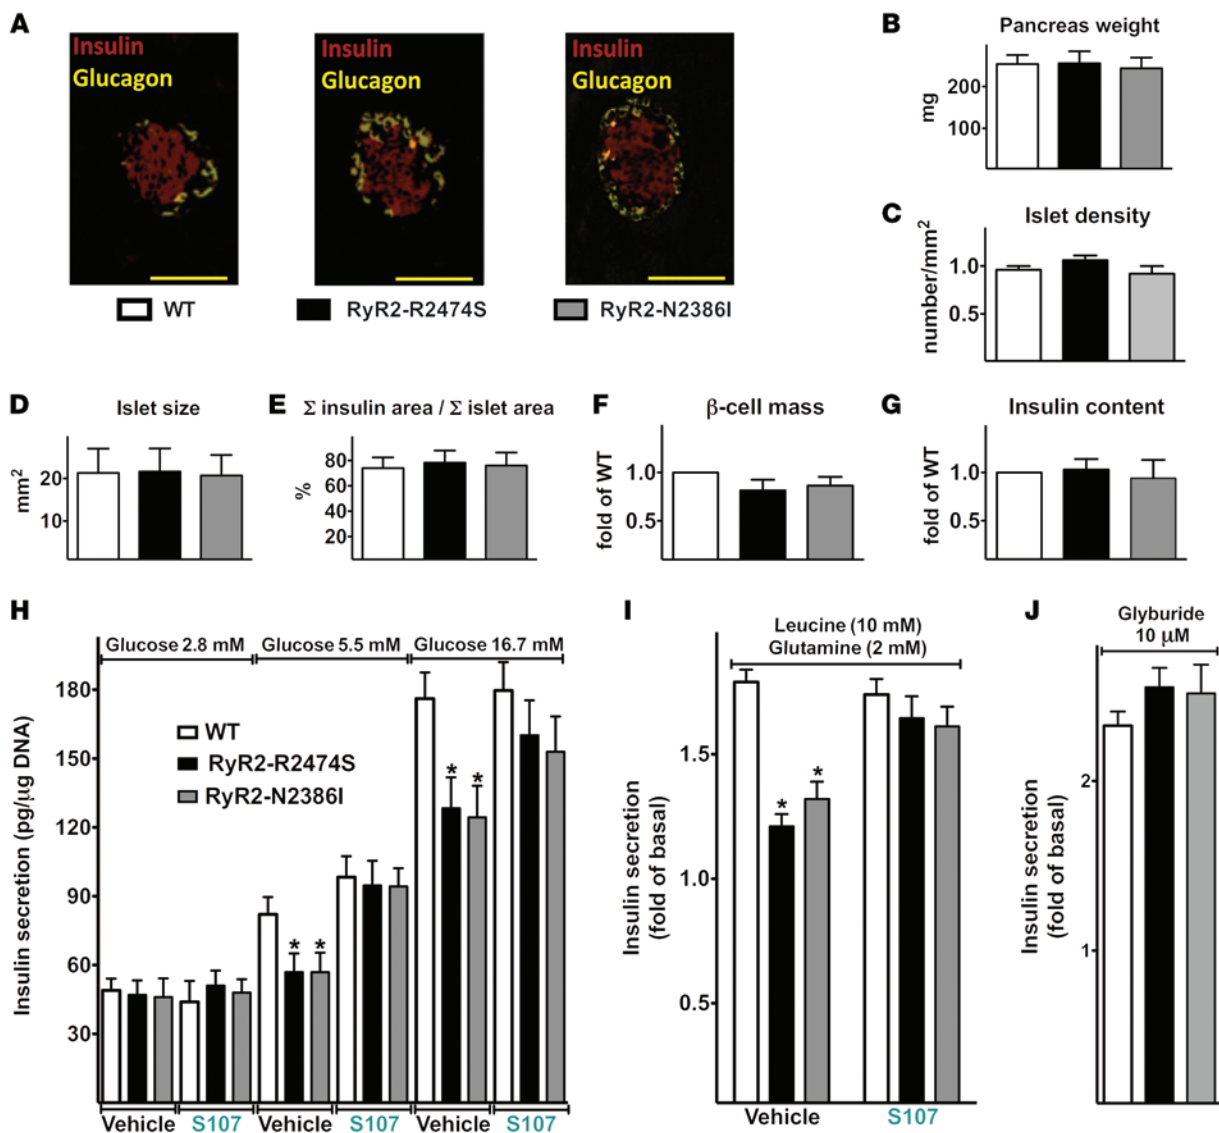 A
Insulin
Glucagon
Insulin
Glucagon
Insulin
Glucagon
WT
RyR2-R2474S
RyR2-N2386I
B
Pancreas weight
mg
200
100
C
Islet density
number/mm2
1.0
0.5
D
Islet size
mm2
20
10
E
Σ insulin area / Σ islet area
%
80
60
40
20
F
β-cell mass
fold of WT
1.0
0.5
G
Insulin content
fold of WT
1.0
0.5
H
Glucose 2.8 mM
Glucose 5.5 mM
Glucose 16.7 mM
Insulin secretion (pg/µg DNA)
180
150
120
90
60
30
WT
RyR2-R2474S
RyR2-N2386I
* *
* *
Vehicle
S107
Vehicle
S107
Vehicle
S107
I
Leucine (10 mM)
Glutamine (2 mM)
Insulin secretion
(fold of basal)
1.5
1.0
0.5
*
*
Vehicle
S107
J
Glyburide
10 µM
Insulin secretion
(fold of basal)
2
1